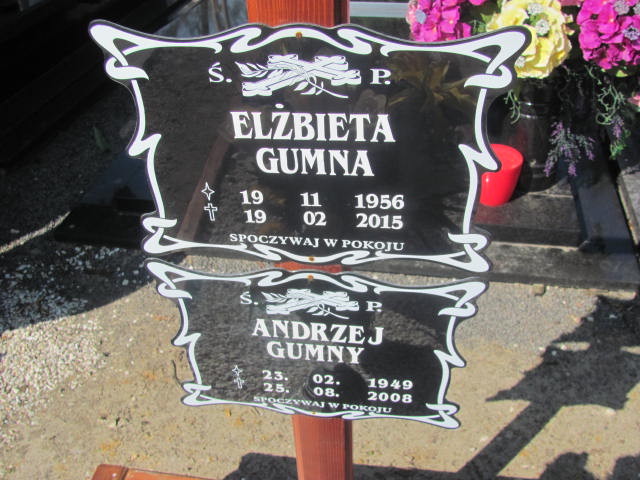 Ś. P.
ELŻBIETA
GUMNA
19 11 1956
19 02 2015
SPOCZYWAJ W POKOJU
Ś. P.
ANDRZEJ
GUMNY
23. 02. 1949
25. 08. 2008
SPOCZYWAJ W POKOJU